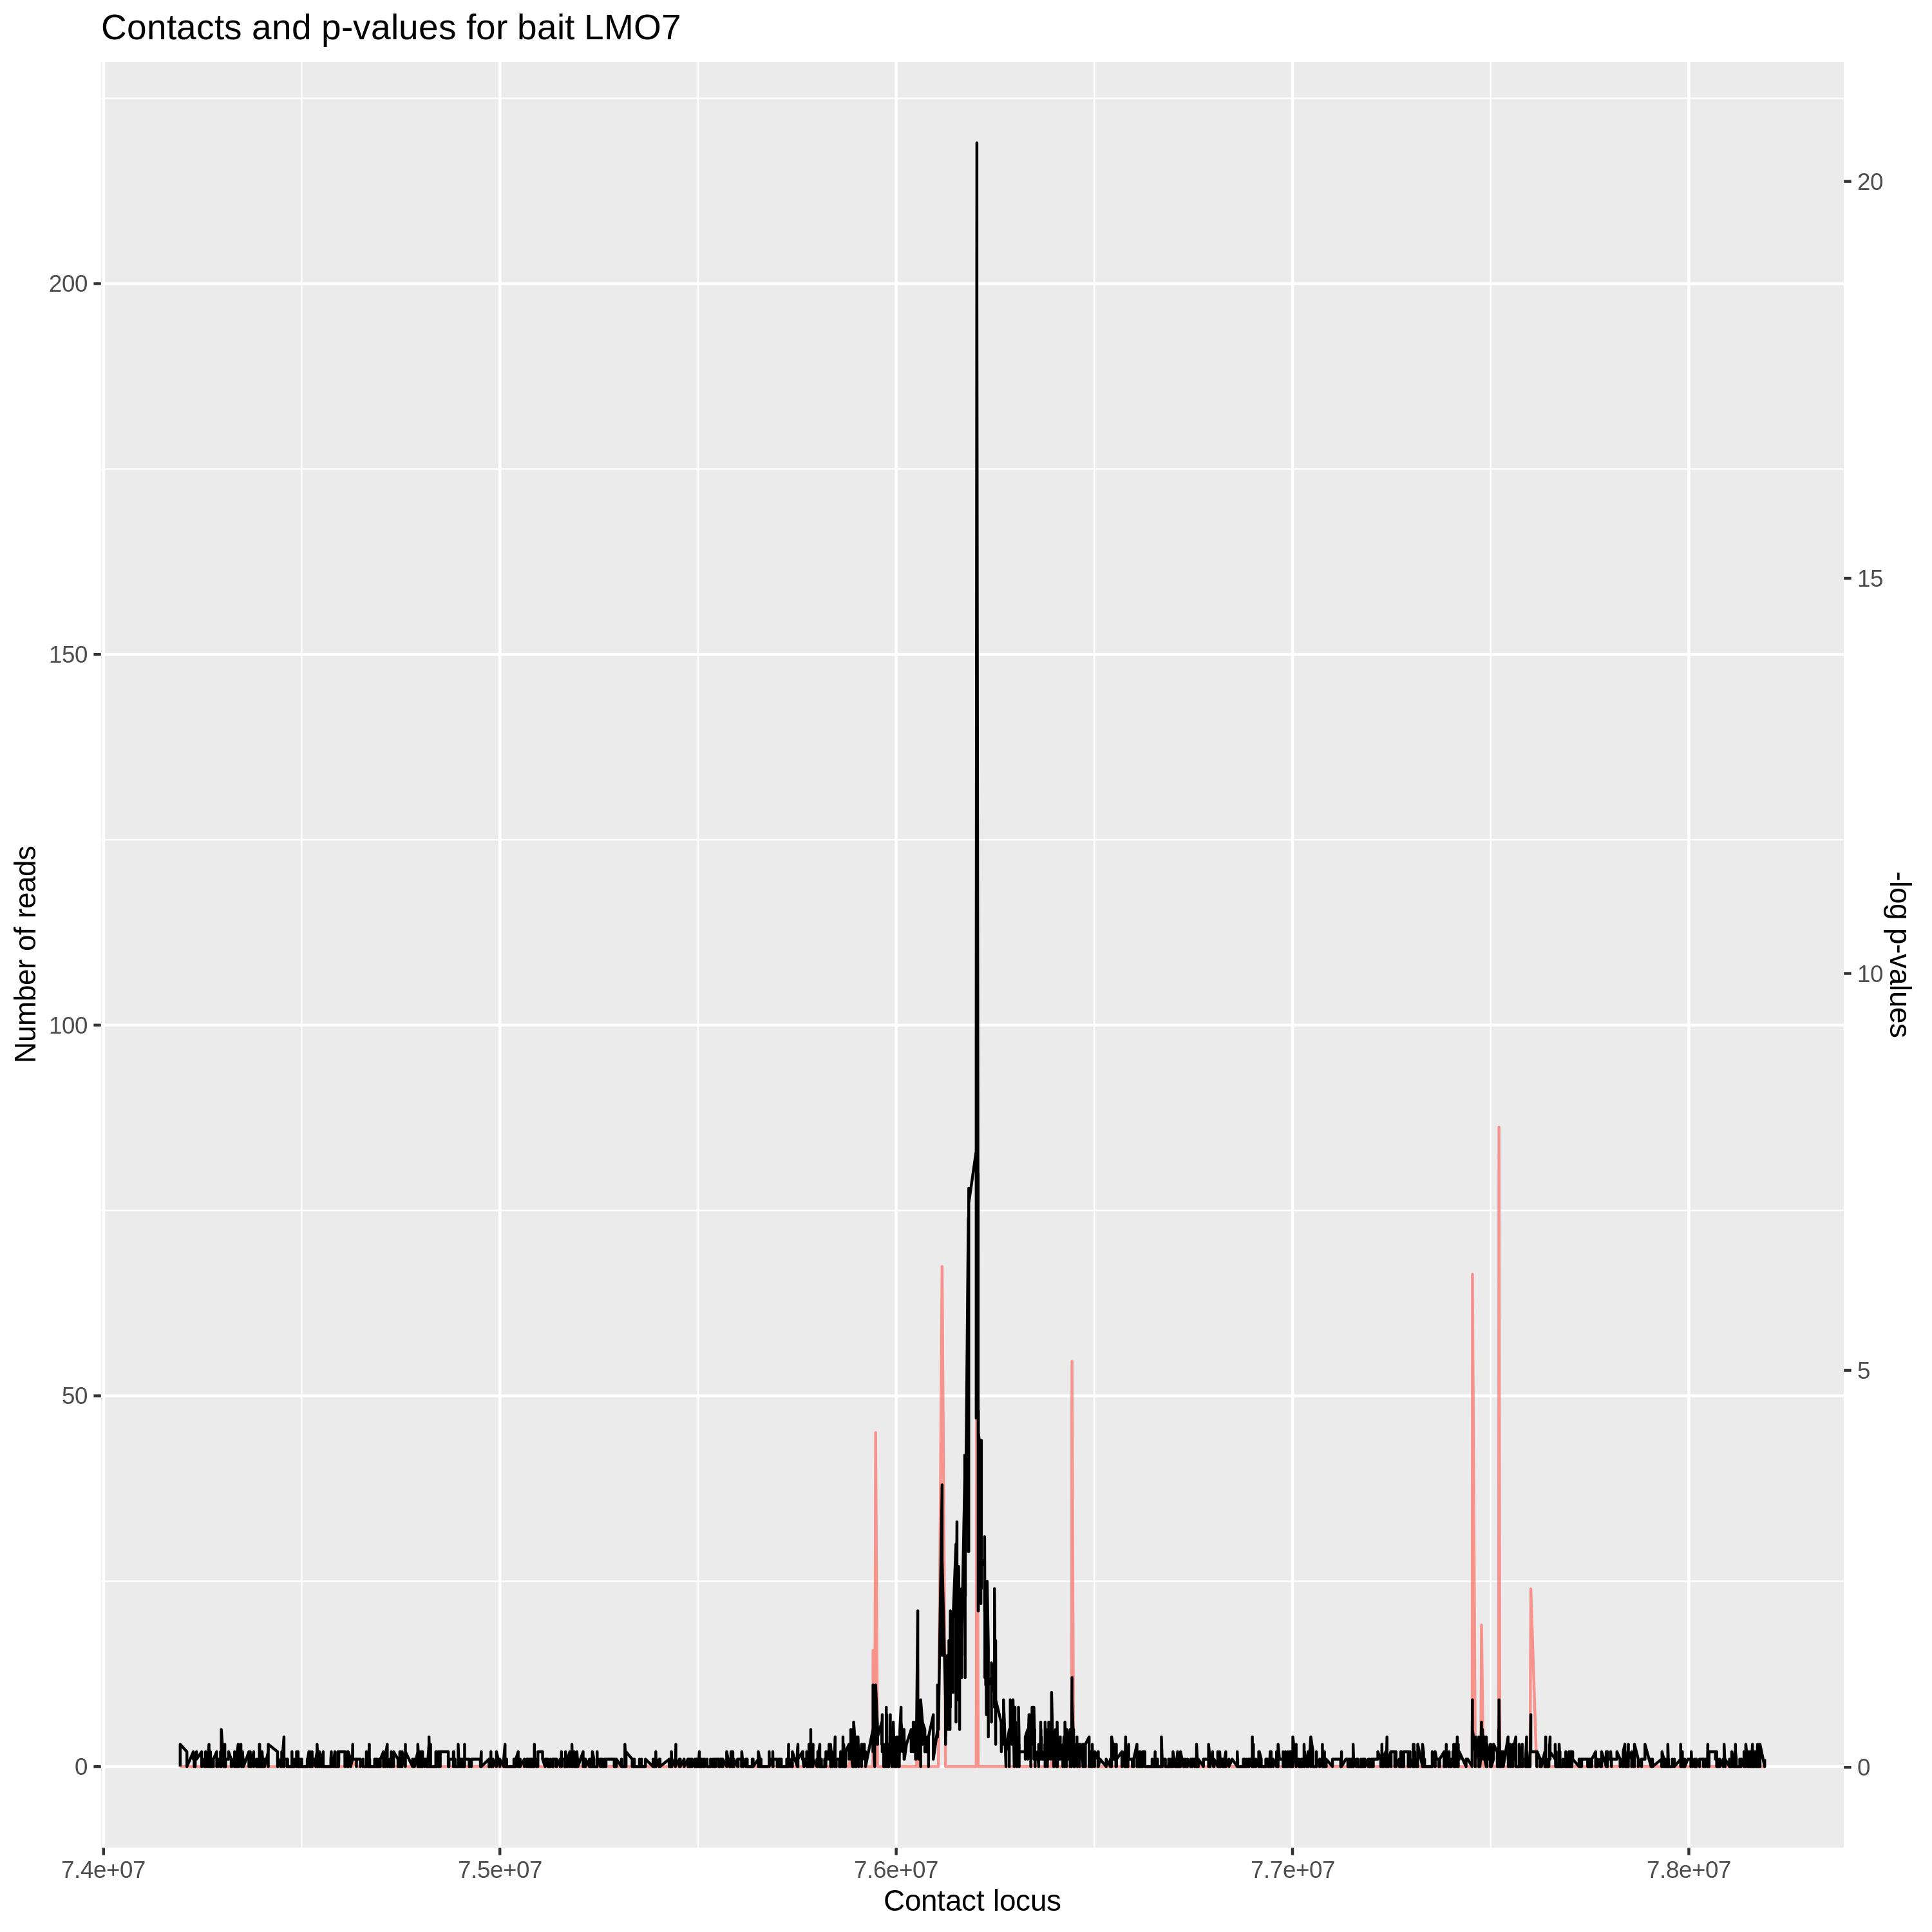 Contacts and p-values for bait LMO7
200
150
100
50
0
Number of reads
20
15
10
5
0
-log p-values
7.4e+07
7.5e+07
7.6e+07
7.7e+07
7.8e+07
Contact locus